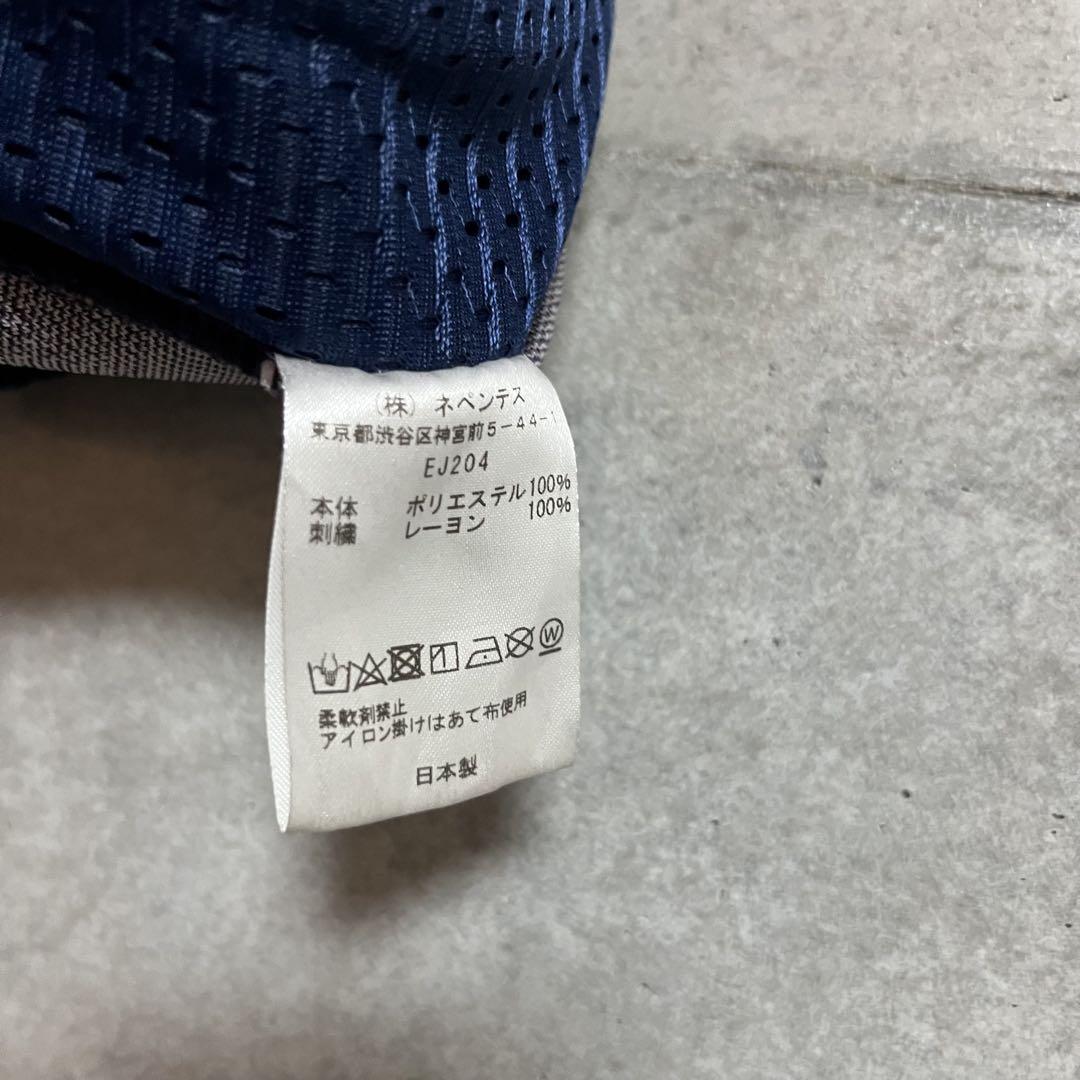 (株) ネペンテス
東京都渋谷区神宮前5-44-1
EJ204
本体 ポリエステル100%
刺繍 レーヨン 100%
W
柔軟剤禁止
アイロン掛けはあて布使用
日本製